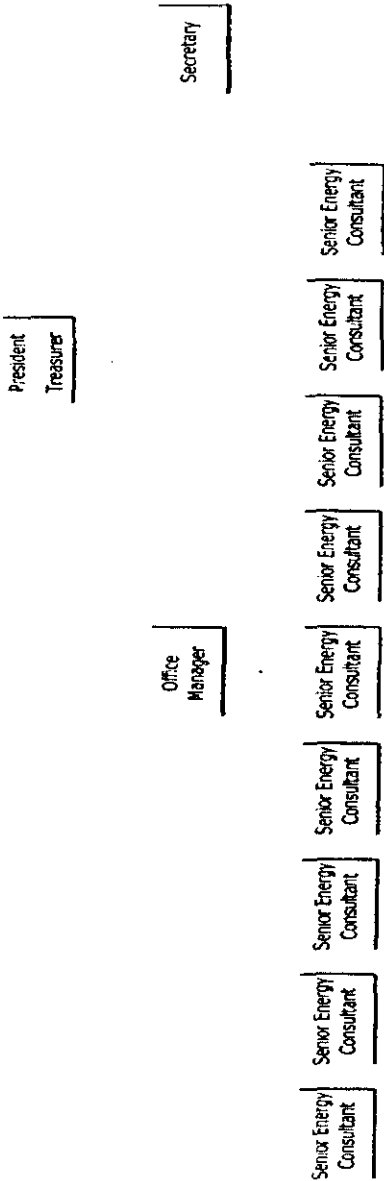 President
Treasurer
Office
Manager
Secretary
Senior Energy
Consultant
Senior Energy
Consultant
Senior Energy
Consultant
Senior Energy
Consultant
Senior Energy
Consultant
Senior Energy
Consultant
Senior Energy
Consultant
Senior Energy
Consultant
Senior Energy
Consultant